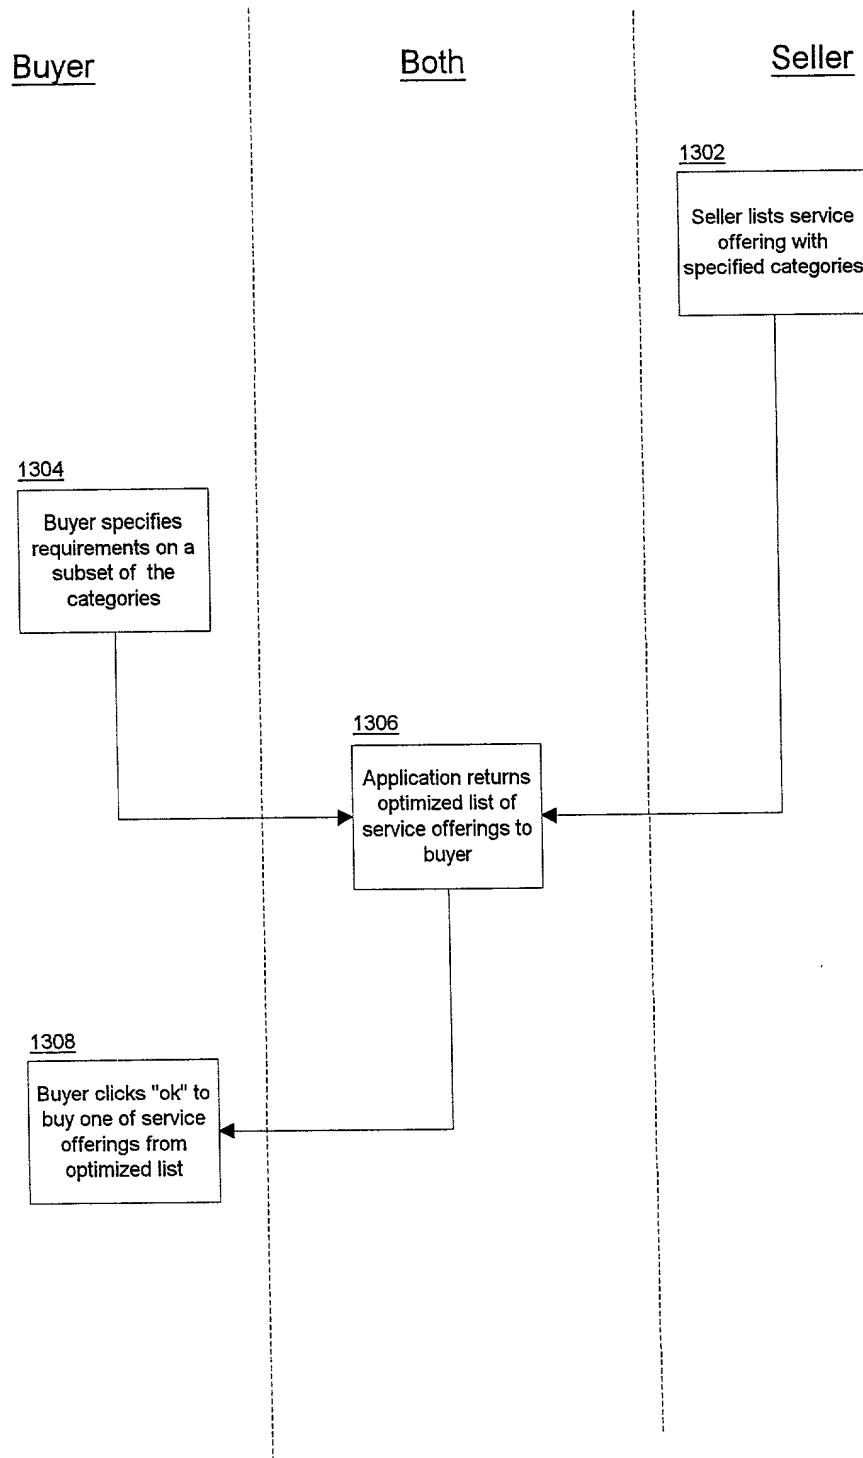 Buyer
Both
Seller
1302
Seller lists service
offering with
specified categories
1304
Buyer specifies
requirements on a
subset of the
categories
1306
Application returns
optimized list of
service offerings to
buyer
1308
Buyer clicks "ok" to
buy one of service
offerings from
optimized list